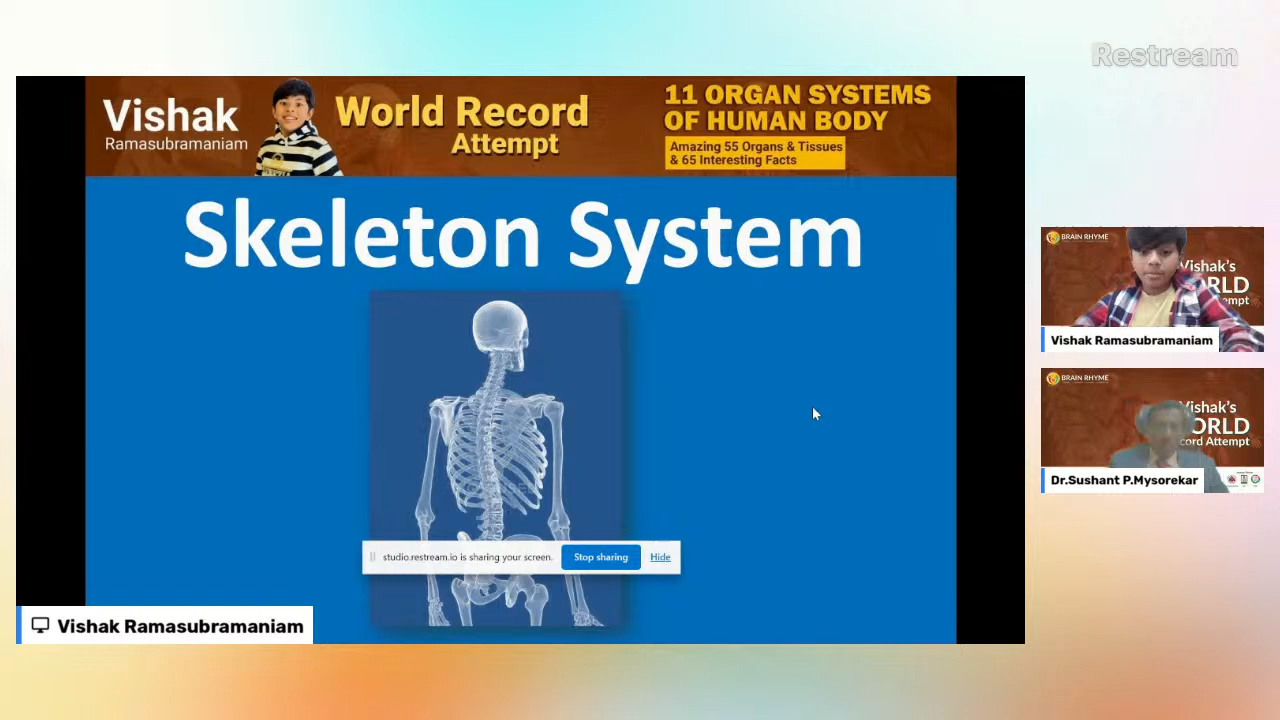 Restream
Vishak
Ramasubramaniam
World Record
Attempt
11 ORGAN SYSTEMS
OF HUMAN BODY
Amazing 55 Organs & Tissues
& 65 Interesting Facts
Skeleton System
studio.restream.io is sharing your screen.
Stop sharing
Hide
Vishak Ramasubramaniam
BRAIN RHYME
Vishak's
Vishak Ramasubramaniam
BRAIN RHYME
Vishak's
ord Attempt
Dr.Sushant P.Mysorekar